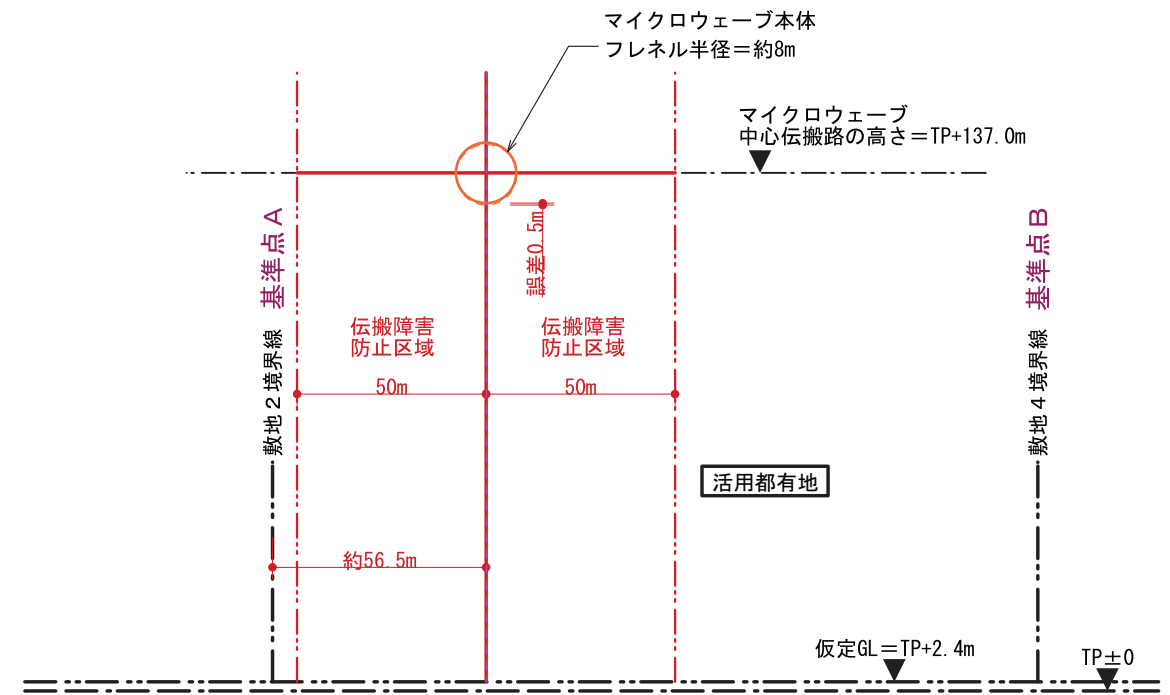 マイクロウェーブ本体
フレネル半径＝約8m
マイクロウェーブ
中心伝搬路の高さ＝TP+137.0m
基準点A
敷地2境界線
誤差0.5m
基準点B
敷地4境界線
伝搬障害
防止区域
伝搬障害
防止区域
50m
50m
活用都有地
約56.5m
仮定GL＝TP+2.4m
TP±0